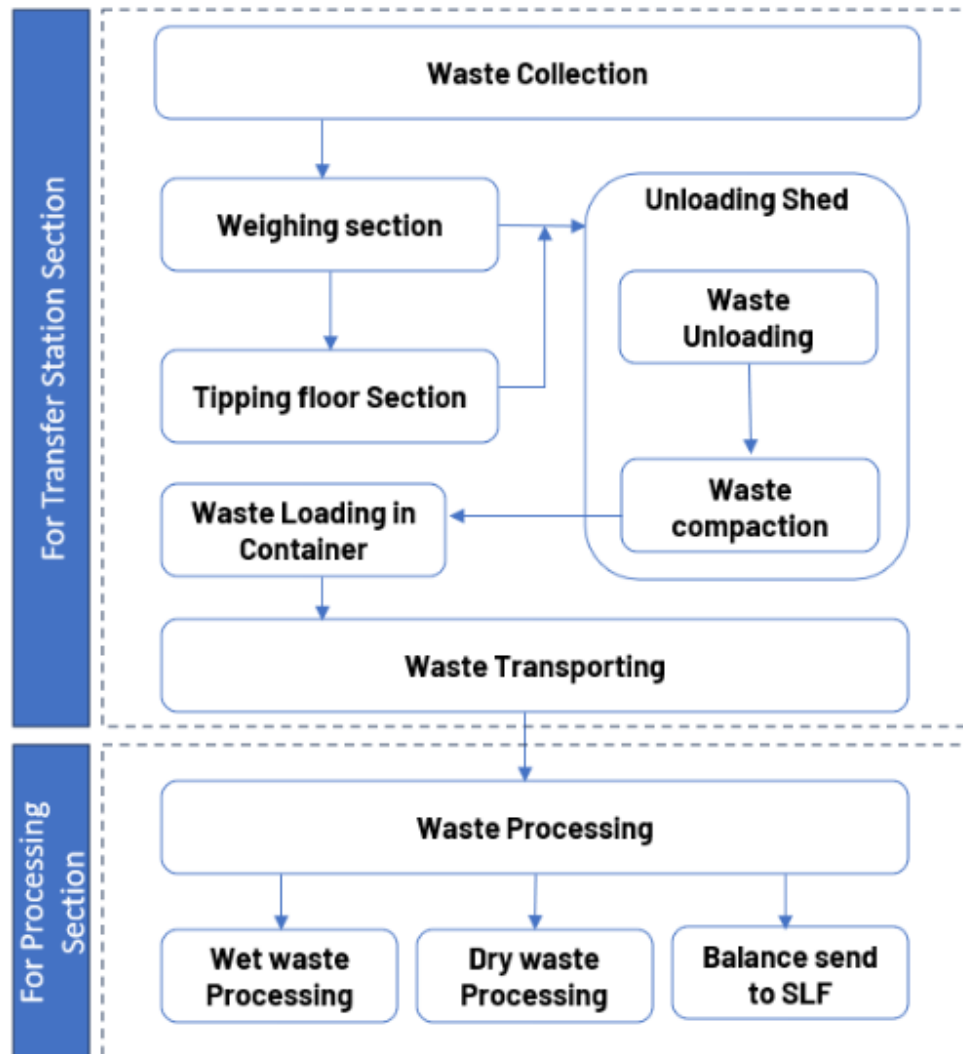 For Transfer Station Section
Waste Collection
Weighing section
Unloading Shed
Waste
Unloading
Tipping floor Section
Waste
compaction
Waste Loading in
Container
Waste Transporting
For Processing
Section
Waste Processing
Wet waste
Processing
Dry waste
Processing
Balance send
to SLF